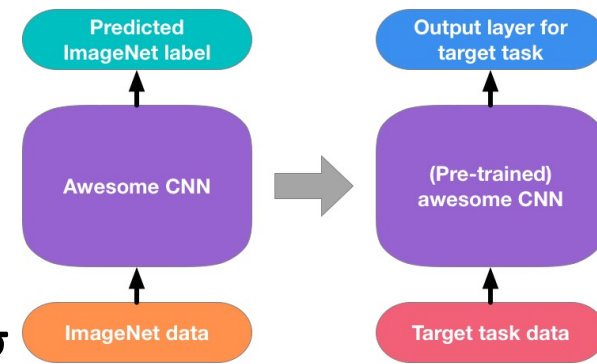 Predicted
ImageNet label
Output layer for
target task
Awesome CNN
(Pre-trained)
awesome CNN
ImageNet data
Target task data